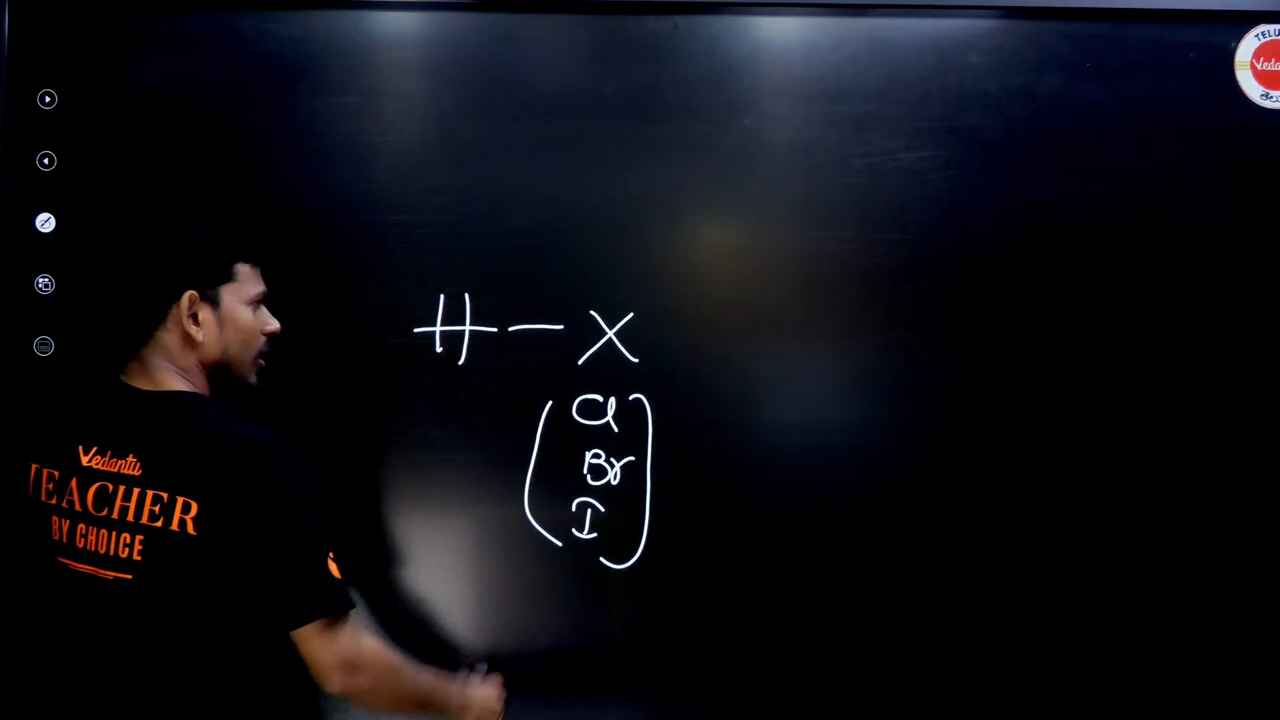 H - X
Cl
Br
I
Vedantu
TEACHER
BY CHOICE